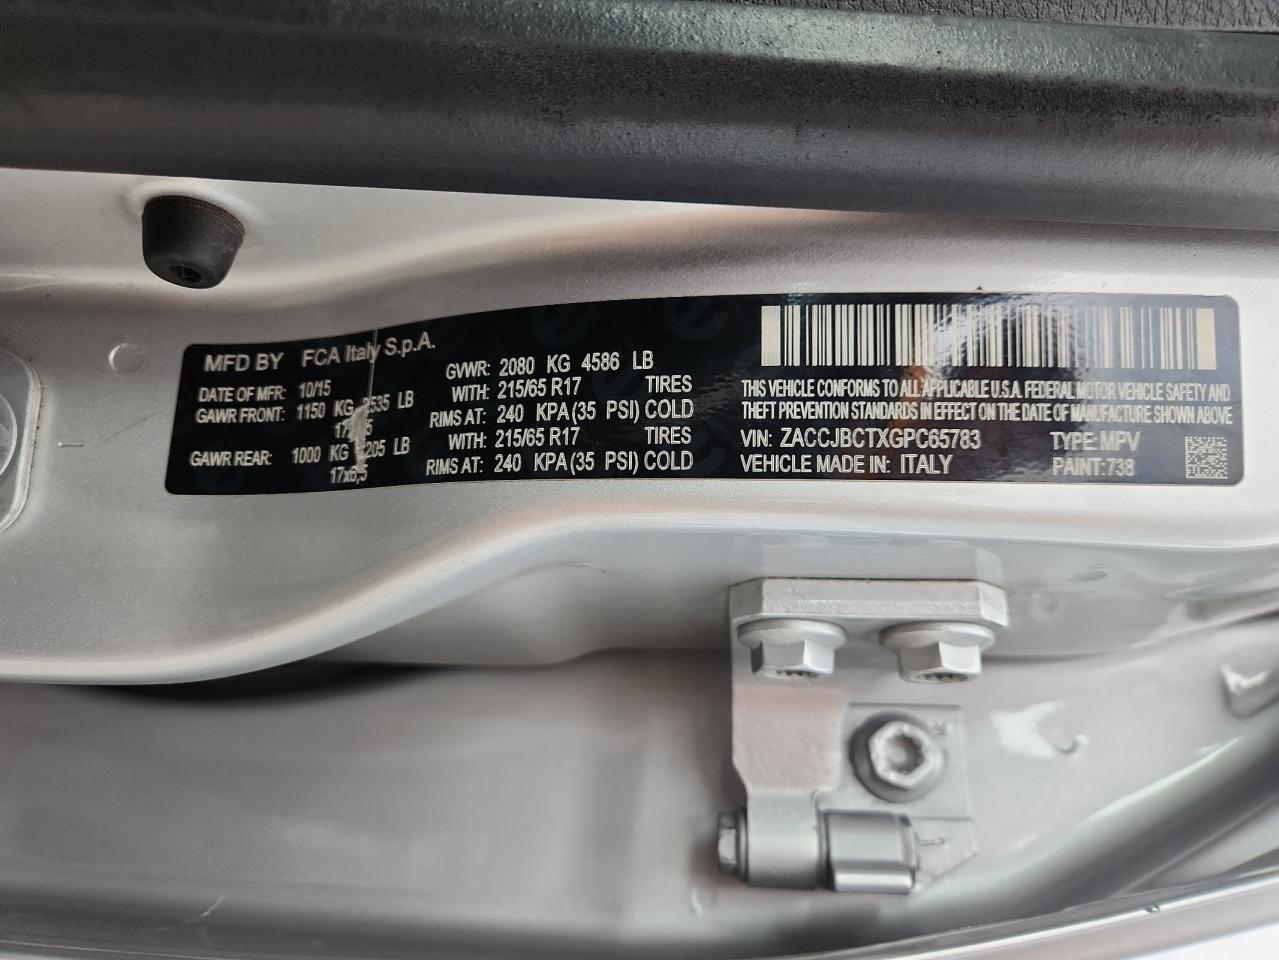 MFD BY FCA Italy S.p.A.
DATE OF MFR: 10/15
GAWR FRONT: 1150 KG 2535 LB
GAWR REAR: 1000 KG 2205 LB
17x6,5
GVWR: 2080 KG 4586 LB
WITH: 215/65 R17 TIRES
RIMS AT: 240 KPA (35 PSI) COLD
WITH: 215/65 R17 TIRES
RIMS AT: 240 KPA (35 PSI) COLD
THIS VEHICLE CONFORMS TO ALL APPLICABLE U.S.A. FEDERAL MOTOR VEHICLE SAFETY AND
THEFT PREVENTION STANDARDS IN EFFECT ON THE DATE OF MANUFACTURE SHOWN ABOVE
VIN: ZACCJBCTXGPC65783 TYPE: MPV
VEHICLE MADE IN: ITALY PAINT: 738